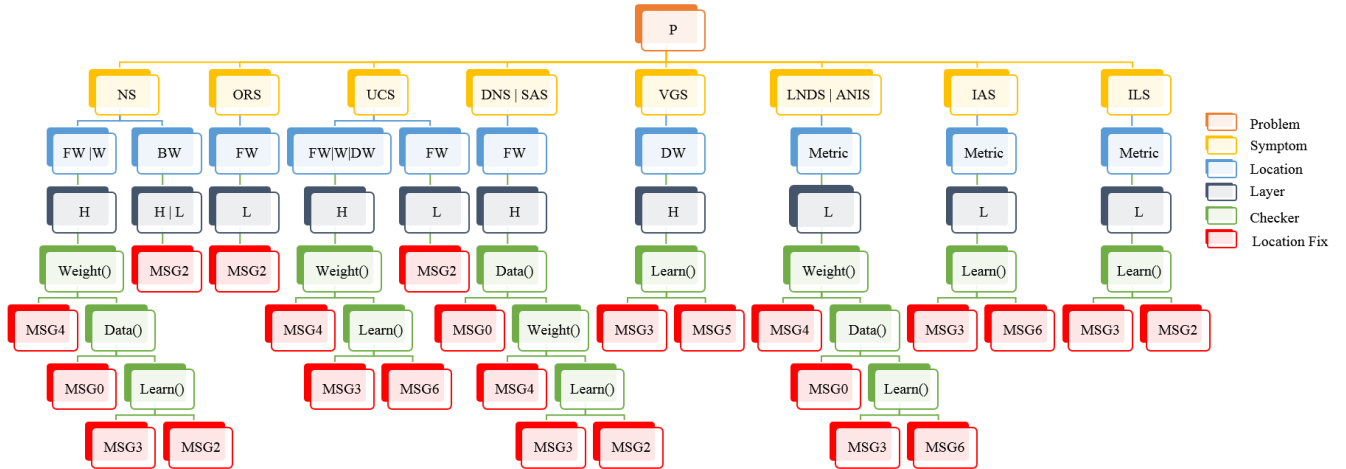 P
NS
ORS
UCS
DNS | SAS
VGS
LNDS | ANIS
IAS
ILS
FW |W
BW
FW
FW|W|DW
FW
FW
DW
Metric
Metric
Metric
H
H | L
L
H
L
H
H
L
L
L
Weight()
MSG2
MSG2
Weight()
MSG2
Data()
Learn()
Weight()
Learn()
Learn()
MSG4
Data()
MSG4
Learn()
MSG0
Weight()
MSG3
MSG5
MSG4
Data()
MSG3
MSG6
MSG3
MSG2
MSG0
Learn()
MSG3
MSG6
MSG4
Learn()
MSG0
Learn()
MSG3
MSG2
MSG3
MSG2
MSG3
MSG6
Problem
Symptom
Location
Layer
Checker
Location Fix